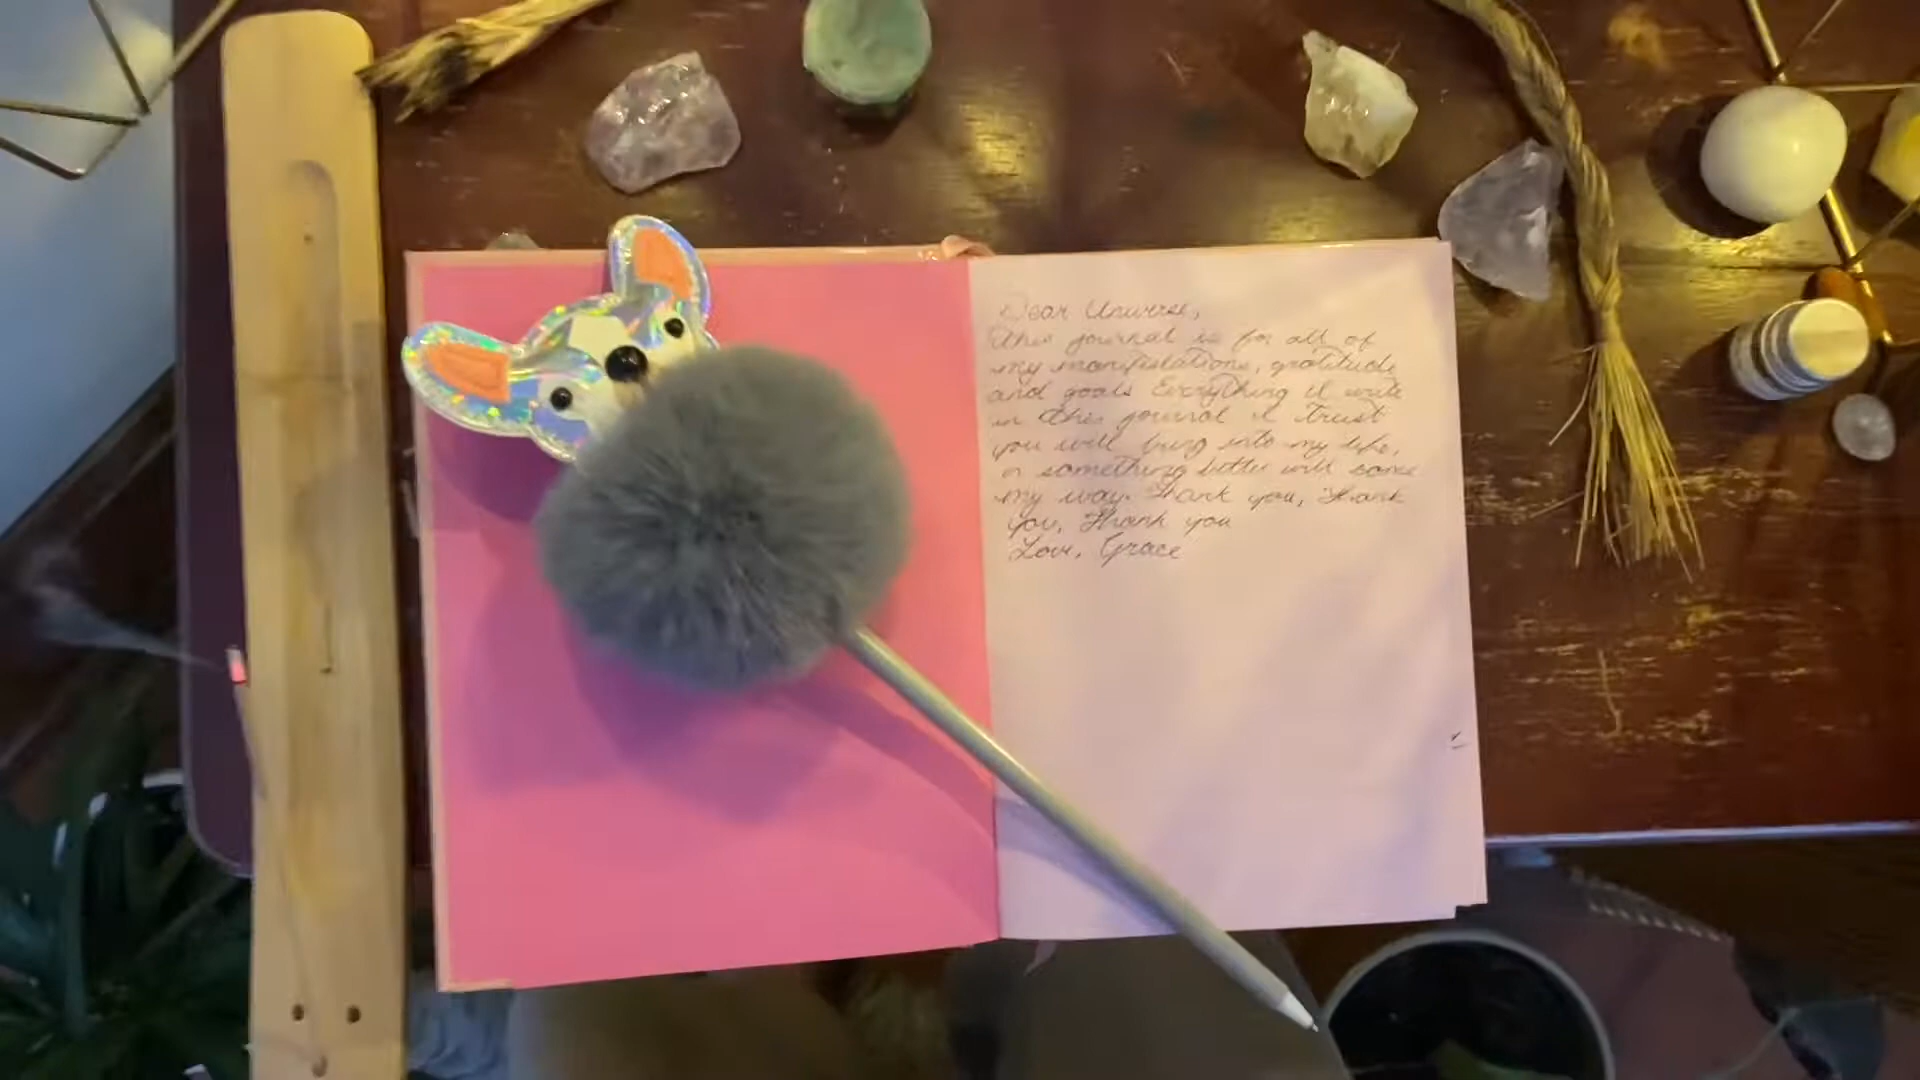 Dear Universe,
This journal is for all of
my manifestations, gratitude
and goals Everything I write
in this journal I trust
you will bring into my life,
or something better will come
my way. Thank you, Thank
you, Thank you
Love, Grace